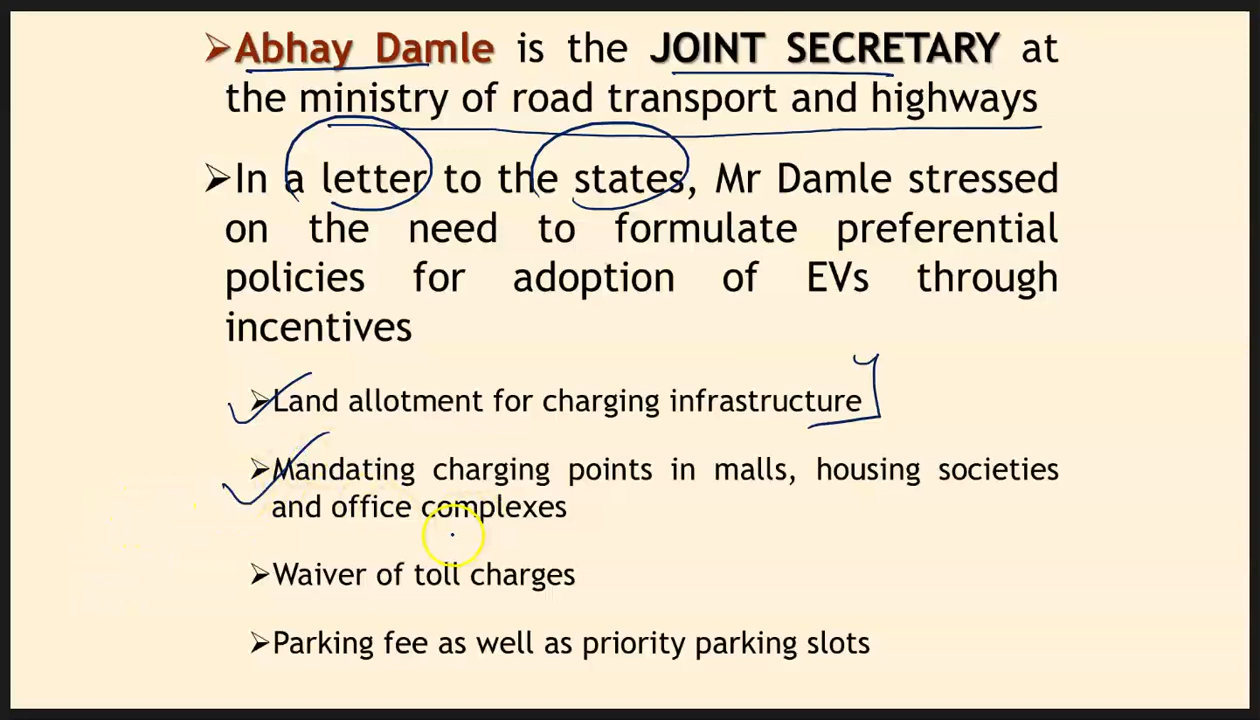 ➢Abhay Damle is the JOINT SECRETARY at
the ministry of road transport and highways
➢In a letter to the states, Mr Damle stressed
on the need to formulate preferential
policies for adoption of EVs through
incentives
➢Land allotment for charging infrastructure
➢Mandating charging points in malls, housing societies
and office complexes
➢Waiver of toll charges
➢Parking fee as well as priority parking slots